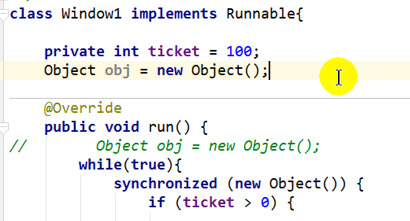 class Window1 implements Runnable{
private int ticket = 100;
Object obj = new Object();
@Override
public void run() {
//        Object obj = new Object();
while(true){
synchronized (new Object()) {
if (ticket > 0) {